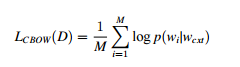 L_{CBOW}(D) = \frac{1}{M} \sum_{i=1}^{M} \log p(w_i|w_{cxt})